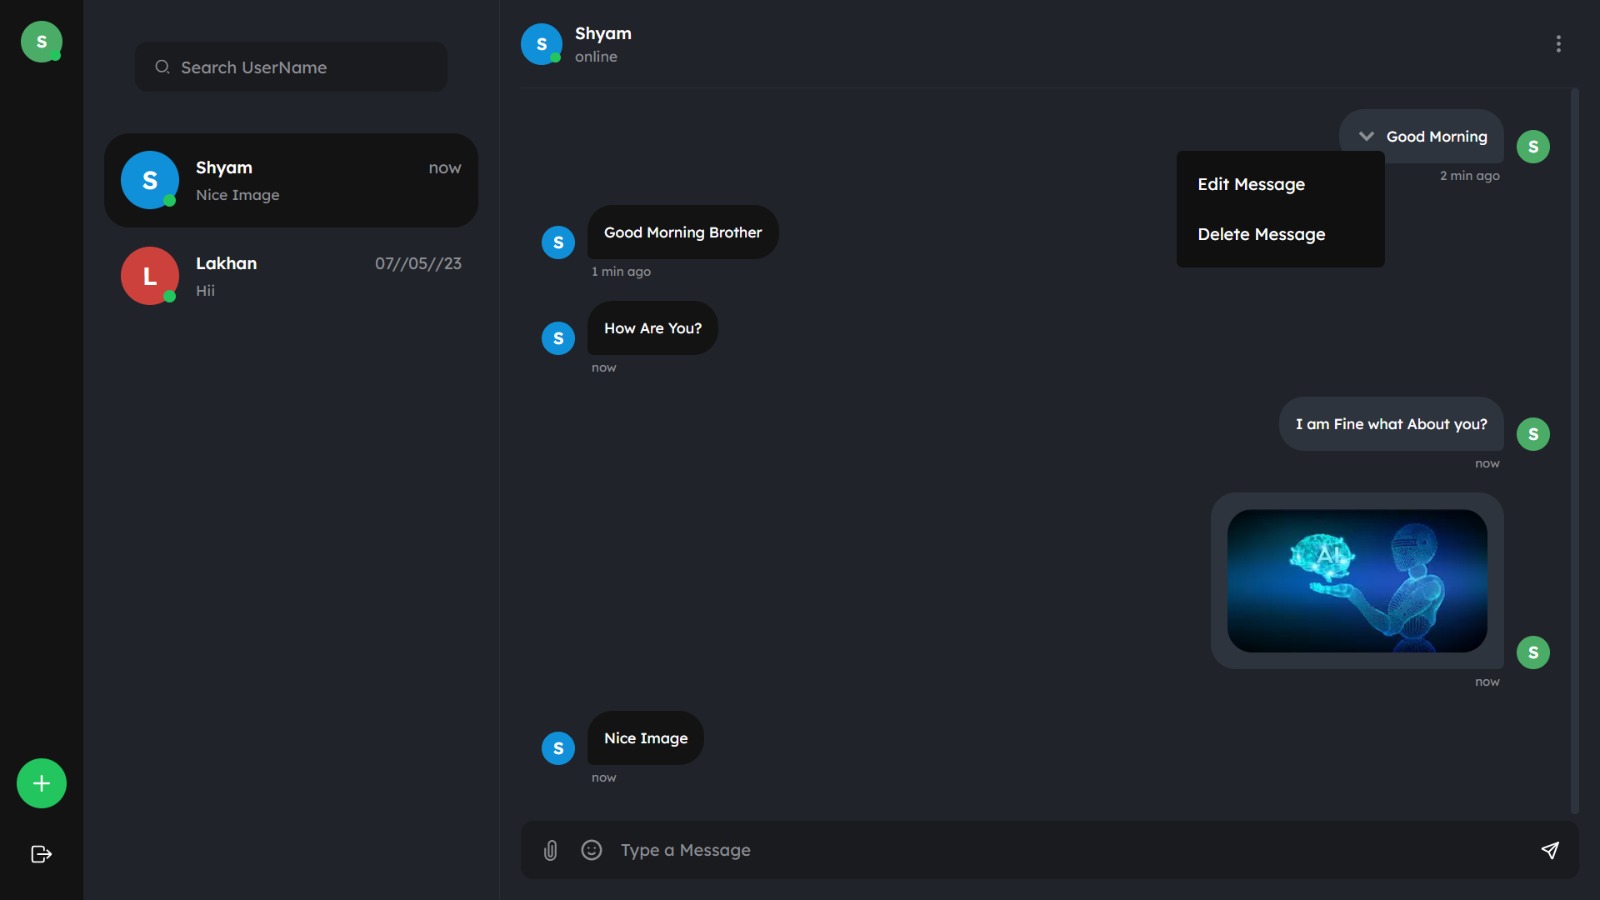 S
Search UserName
Shyam
now
S
Nice Image
Lakhan
07//05//23
L
Hii
S
Shyam
online
Good Morning
S
2 min ago
Edit Message
Delete Message
Good Morning Brother
S
1 min ago
How Are You?
S
now
I am Fine what About you?
S
now
AI
S
now
Nice Image
S
now
Type a Message